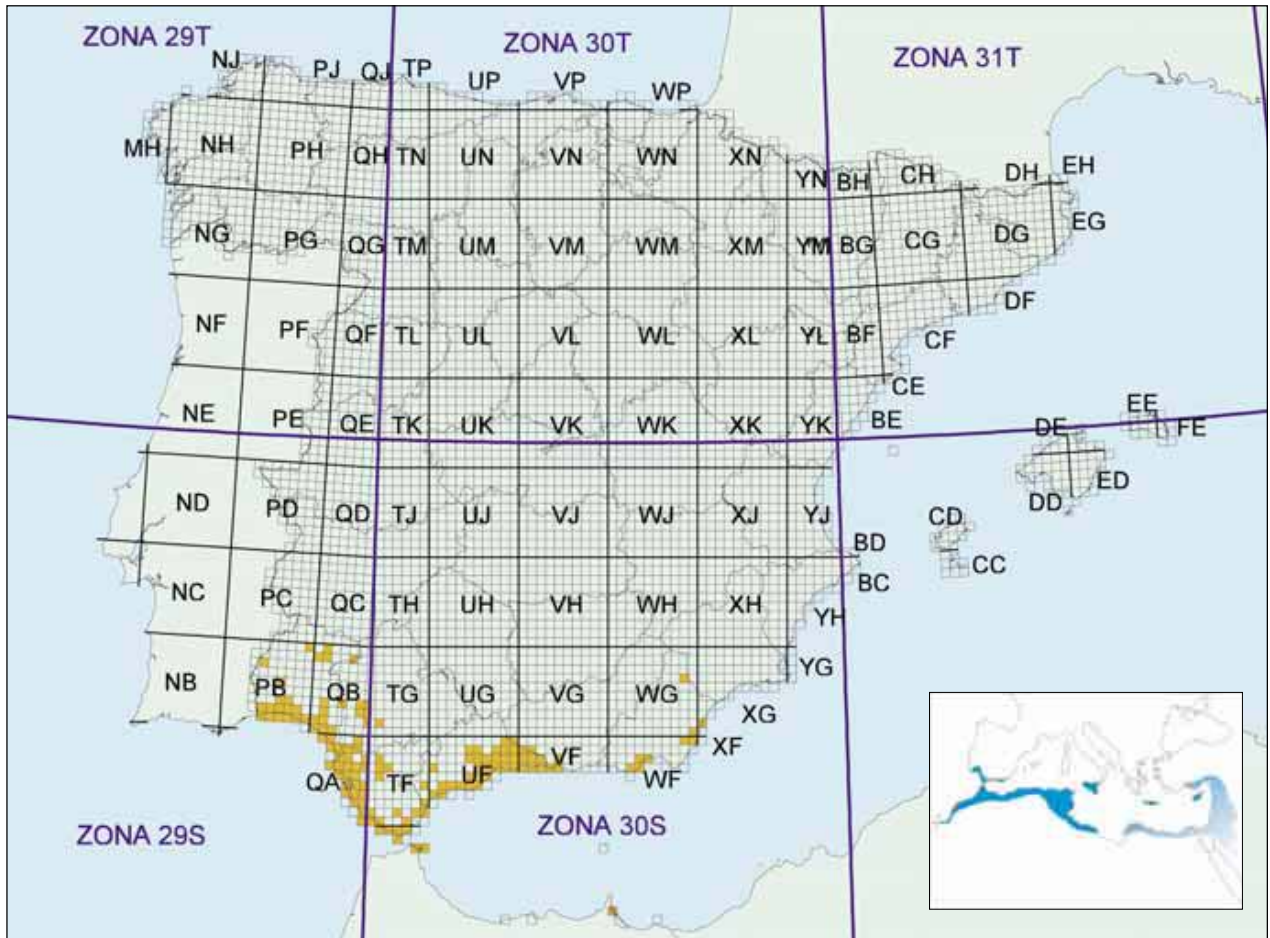 ZONA 29T
ZONA 30T
ZONA 31T
NJ PJ QJ TP UP VP WP
MH NH PH QH TN UN VN WN XN YN BH CH DH EH
NG PG QG TM UM VM WM XM YM BG CG DG EG
NF PF QF TL UL VL WL XL YL BF CF DF
NE PE QE TK UK VK WK XK YK BE CE DE EE FE
ND PD QD TJ UJ VJ WJ XJ YJ BD CD DD ED
NC PC QC TH UH VH WH XH YH BC CC
NB PB QB TG UG VG WG XG YG
QA TF UF VF WF XF
ZONA 29S
ZONA 30S